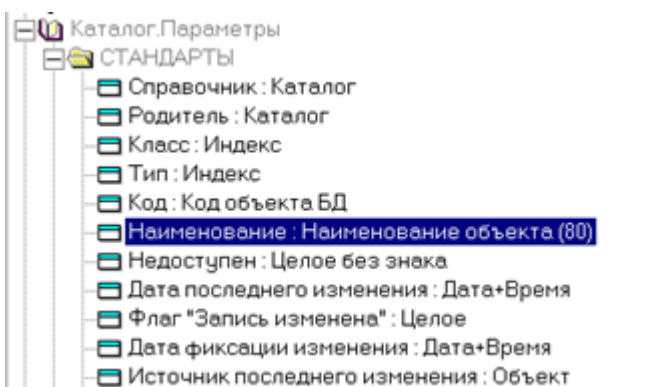 Каталог.Параметры
СТАНДАРТЫ
Справочник : Каталог
Родитель : Каталог
Класс : Индекс
Тип : Индекс
Код : Код объекта БД
Наименование : Наименование объекта (80)
Недоступен : Целое без знака
Дата последнего изменения : Дата+Время
Флаг "Запись изменена" : Целое
Дата фиксации изменения : Дата+Время
Источник последнего изменения : Объект